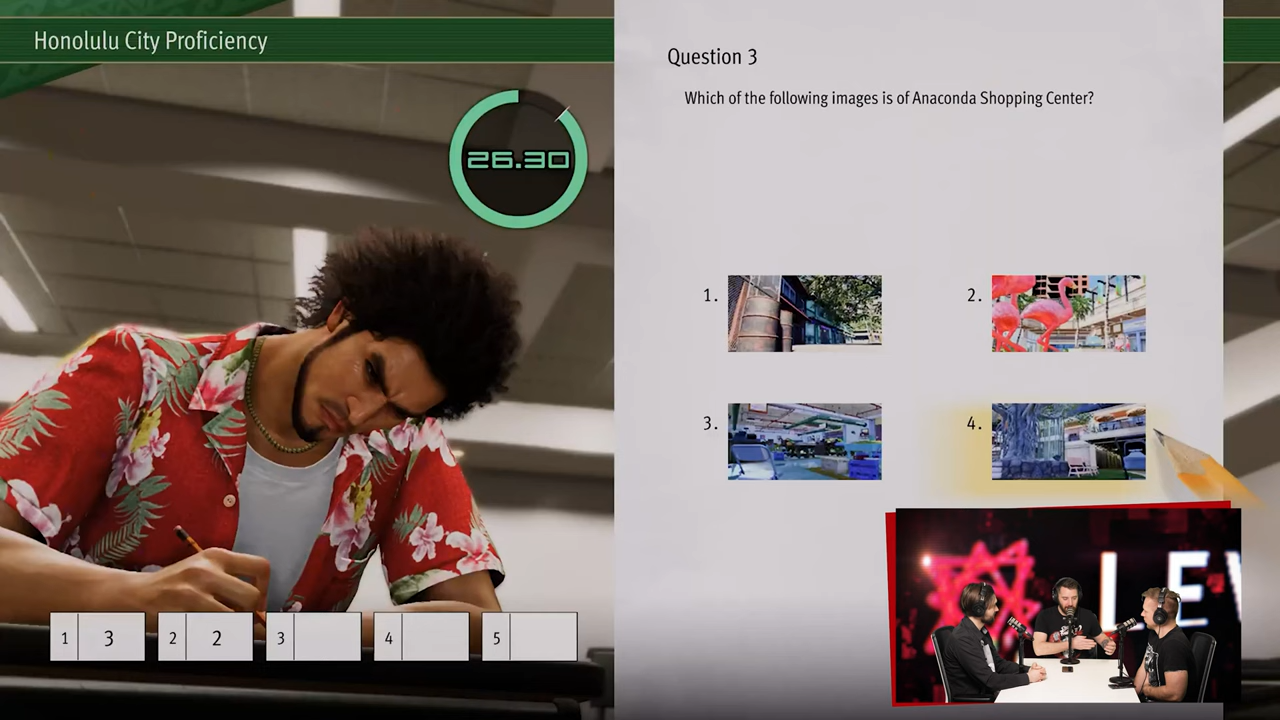 Honolulu City Proficiency
26.30
Question 3
Which of the following images is of Anaconda Shopping Center?
1.
2.
3.
4.
1 3
2 2
3
4
5
LEV